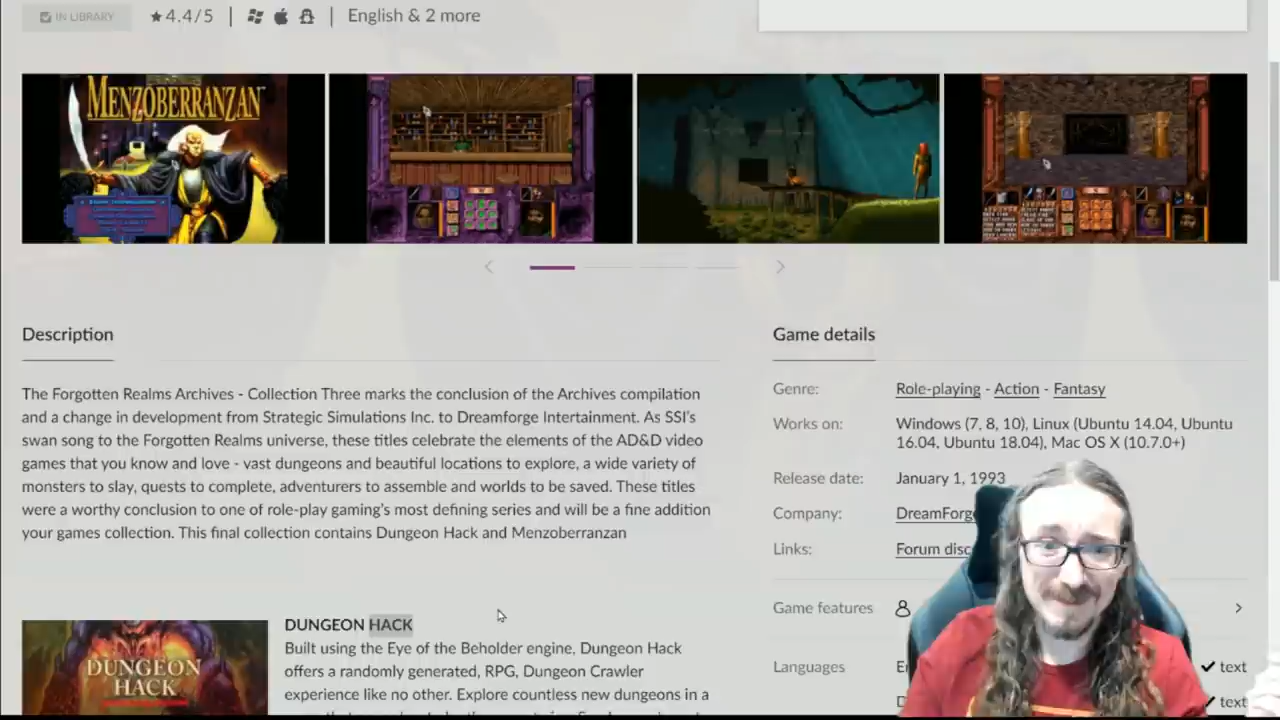 IN LIBRARY
★4.4/5
English & 2 more
MENZOBERRANZAN
Description
The Forgotten Realms Archives - Collection Three marks the conclusion of the Archives compilation
and a change in development from Strategic Simulations Inc. to Dreamforge Intertainment. As SSI's
swan song to the Forgotten Realms universe, these titles celebrate the elements of the AD&D video
games that you know and love - vast dungeons and beautiful locations to explore, a wide variety of
monsters to slay, quests to complete, adventurers to assemble and worlds to be saved. These titles
were a worthy conclusion to one of role-play gaming's most defining series and will be a fine addition
your games collection. This final collection contains Dungeon Hack and Menzoberranzan
DUNGEON
HACK
DUNGEON HACK
Built using the Eye of the Beholder engine, Dungeon Hack
offers a randomly generated, RPG, Dungeon Crawler
experience like no other. Explore countless new dungeons in a
Game details
Genre: Role-playing - Action - Fantasy
Works on: Windows (7, 8, 10), Linux (Ubuntu 14.04, Ubuntu
16.04, Ubuntu 18.04), Mac OS X (10.7.0+)
Release date: January 1, 1993
Company: DreamForg
Links: Forum disc
Game features
Languages ✔ text
✔ text